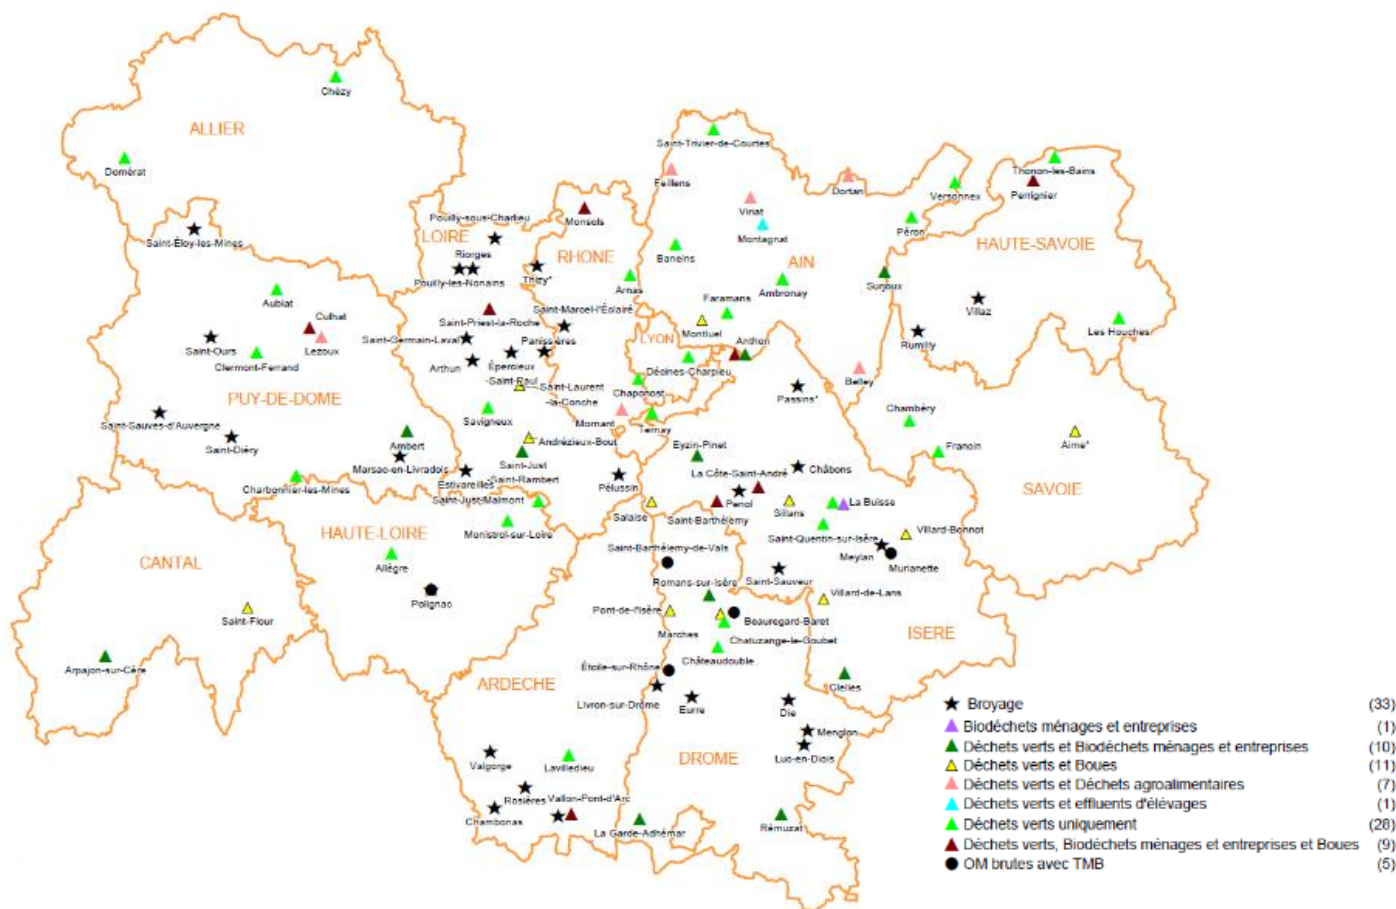 Chézy
ALLIER
Domérat
Saint-Éloy-les-Mines
Saint-Trivier-de-Courtes
Feillens
Dortan
Viriat
Montagnat
Versonnex
Thonon-les-Bains
Perrignier
Péron
HAUTE-SAVOIE
Pouilly-sous-Charlieu
LOIRE
Riorges
Pouilly-les-Nonains
Monsols
RHONE
Thizy*
Baneins
AIN
Arnas
Ambronay
Surjoux
Villaz
Les Houches
Rumilly
Faramans
Montluel
Aublat
Culhat
Saint-Ours
Lezoux
Clermont-Ferrand
PUY-DE-DOME
Saint-Sauves-d'Auvergne
Saint-Diéry
Ambert
Marsac-en-Livradois
Charbonnier-les-Mines
Saint-Marcel-l'Éclairé
Saint-Priest-la-Roche
Saint-Germain-Laval
Panissières
Arthun
Épercieux
-Saint-Paul
Saint-Laurent
-la-Conche
Savigneux
Andrézieux-Bout
Saint-Just
Saint-Rambert
Estivareilles
Saint-Just-Malmont
Pélussin
LYON
Anthon
Décines-Charpieu
Chaponost
Mornant
Ternay
Passins*
Belley
Chambéry
Francin
Aime*
SAVOIE
Eyzin-Pinet
La Côte-Saint-André
Châbons
Penol
Salaise
Saint-Barthélemy
Sillans
La Buisse
Saint-Quentin-sur-Isère
Villard-Bonnot
Meylan
Murianette
HAUTE-LOIRE
Monistrol-sur-Loire
Allègre
Polignac
CANTAL
Saint-Flour
Arpajon-sur-Cère
Saint-Barthélemy-de-Vals
Romans-sur-Isère
Saint-Sauveur
Villard-de-Lans
ISERE
Pont-de-l'Isère
Beauregard-Baret
Marches
Chatuzange-le-Goubet
Châteaudouble
Étoile-sur-Rhône
ARDECHE
Livron-sur-Drôme
Eurre
Clelles
Die
Menglon
Luc-en-Diois
DROME
Valgorge
Lavilledieu
Rosières
Vallon-Pont-d'Arc
Chambonas
La Garde-Adhémar
Rémuzat
Broyage (33)
Biodéchets ménages et entreprises (1)
Déchets verts et Biodéchets ménages et entreprises (10)
Déchets verts et Boues (11)
Déchets verts et Déchets agroalimentaires (7)
Déchets verts et effluents d'élévages (1)
Déchets verts uniquement (28)
Déchets verts, Biodéchets ménages et entreprises et Boues (9)
OM brutes avec TMB (5)